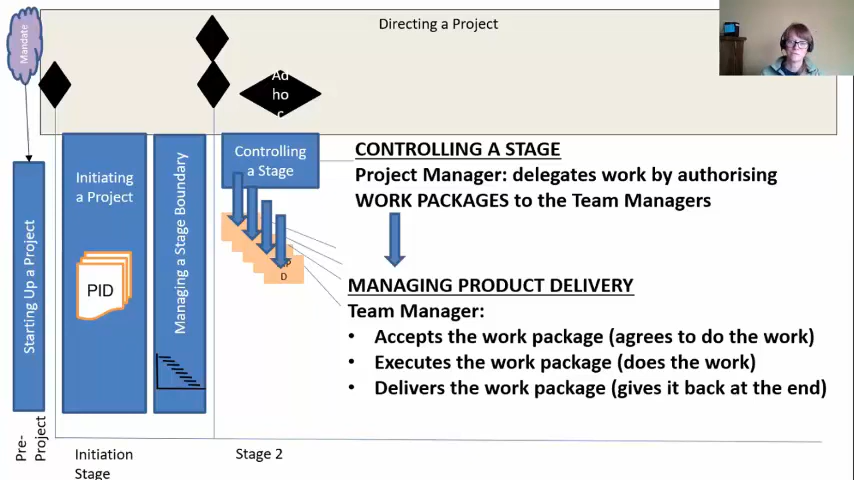 Directing a Project
Mandate
Ad
ho
c
Controlling
a Stage
CONTROLLING A STAGE
Project Manager: delegates work by authorising
WORK PACKAGES to the Team Managers
Initiating
a Project
Managing a Stage Boundary
Starting Up a Project
PID
P
D
MANAGING PRODUCT DELIVERY
Team Manager:
• Accepts the work package (agrees to do the work)
• Executes the work package (does the work)
• Delivers the work package (gives it back at the end)
Pre-
Project
Initiation
Stage
Stage 2